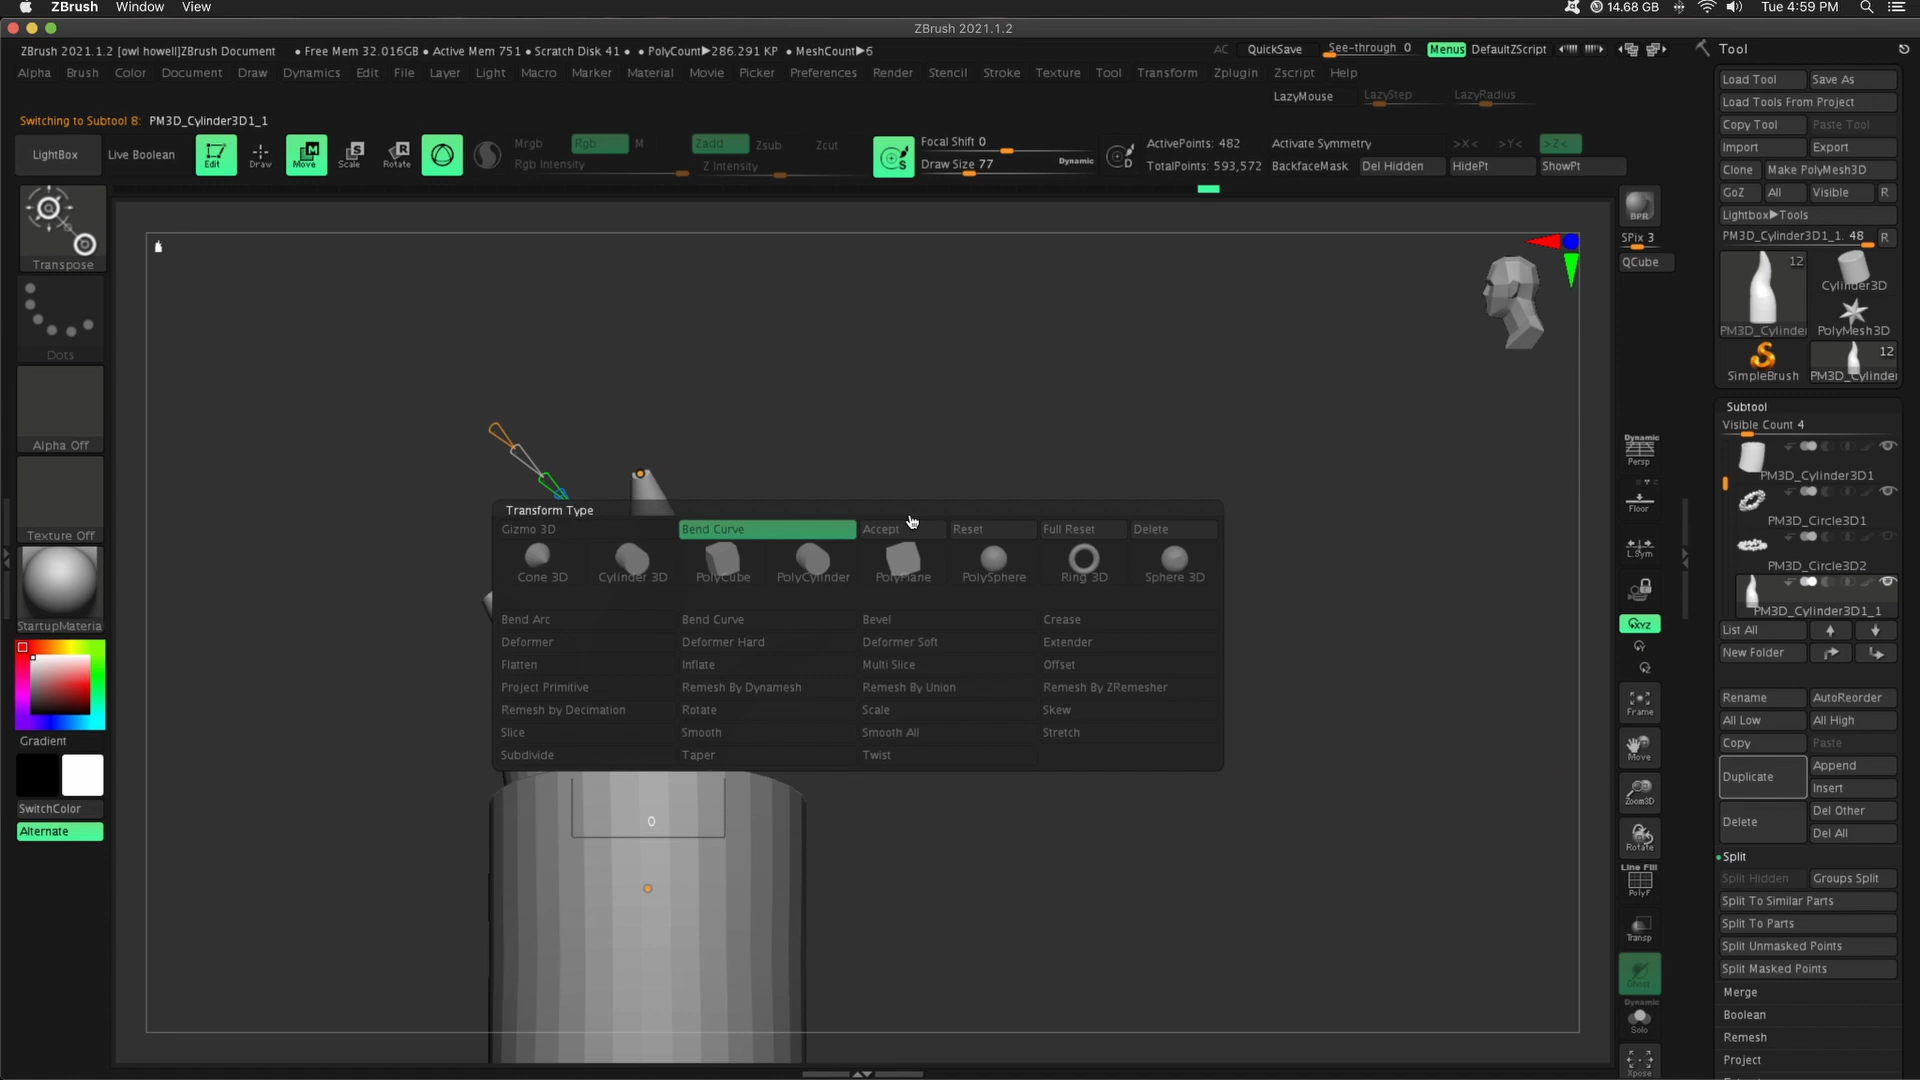 ZBrush Window View 14.68 GB Tue 4:59 PM
ZBrush 2021.1.2
ZBrush 2021.1.2 [owl howell]ZBrush Document • Free Mem 32.016GB • Active Mem 751 • Scratch Disk 41 • • PolyCount▶286.291 KP • MeshCount▶6 AC QuickSave See-through 0 Menus DefaultZScript
Alpha Brush Color Document Draw Dynamics Edit File Layer Light Macro Marker Material Movie Picker Preferences Render Stencil Stroke Texture Tool Transform Zplugin Zscript Help
LazyMouse LazyStep LazyRadius
Switching to Subtool 8: PM3D_Cylinder3D1_1
LightBox Live Boolean Edit Draw Move Scale Rotate
Mrgb Rgb M Zadd Zsub Zcut
Rgb Intensity Z Intensity
Focal Shift 0
Draw Size 77 Dynamic
ActivePoints: 482 Activate Symmetry >X< >Y< >Z<
TotalPoints: 593,572 BackfaceMask Del Hidden HidePt ShowPt
Transpose
Dots
Alpha Off
Texture Off
StartupMateria
Gradient
SwitchColor
Alternate
Transform Type
Gizmo 3D Bend Curve Accept Reset Full Reset Delete
Cone 3D Cylinder 3D PolyCube PolyCylinder PolyPlane PolySphere Ring 3D Sphere 3D
Bend Arc Bend Curve Bevel Crease
Deformer Deformer Hard Deformer Soft Extender
Flatten Inflate Multi Slice Offset
Project Primitive Remesh By Dynamesh Remesh By Union Remesh By ZRemesher
Remesh by Decimation Rotate Scale Skew
Slice Smooth Smooth All Stretch
Subdivide Taper Twist
BPR
SPix 3
QCube
Dynamic
Persp
Floor
L.Sym
XYZ
Y
Z
Frame
Move
Zoom3D
Rotate
Line Fill
PolyF
Transp
Ghost
Dynamic
Solo
Xpose
Tool
Load Tool Save As
Load Tools From Project
Copy Tool Paste Tool
Import Export
Clone Make PolyMesh3D
GoZ All Visible R
Lightbox▶Tools
PM3D_Cylinder3D1_1. 48 R
12
Cylinder3D
PM3D_Cylinder PolyMesh3D
12
SimpleBrush PM3D_Cylinder
Subtool
Visible Count 4
PM3D_Cylinder3D1
PM3D_Circle3D1
PM3D_Circle3D2
PM3D_Cylinder3D1_1
List All
New Folder
Rename AutoReorder
All Low All High
Copy Paste
Duplicate Append
Insert
Delete Del Other
Del All
Split
Split Hidden Groups Split
Split To Similar Parts
Split To Parts
Split Unmasked Points
Split Masked Points
Merge
Boolean
Remesh
Project